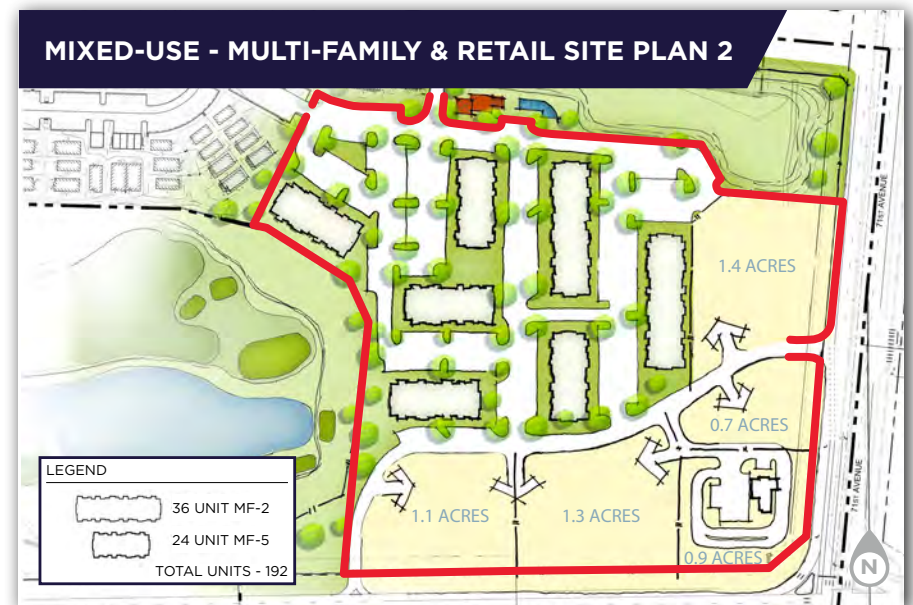 MIXED-USE - MULTI-FAMILY & RETAIL SITE PLAN 2
71ST AVENUE
1.4 ACRES
0.7 ACRES
1.1 ACRES
1.3 ACRES
0.9 ACRES
71ST AVENUE
LEGEND
36 UNIT MF-2
24 UNIT MF-5
TOTAL UNITS - 192
N